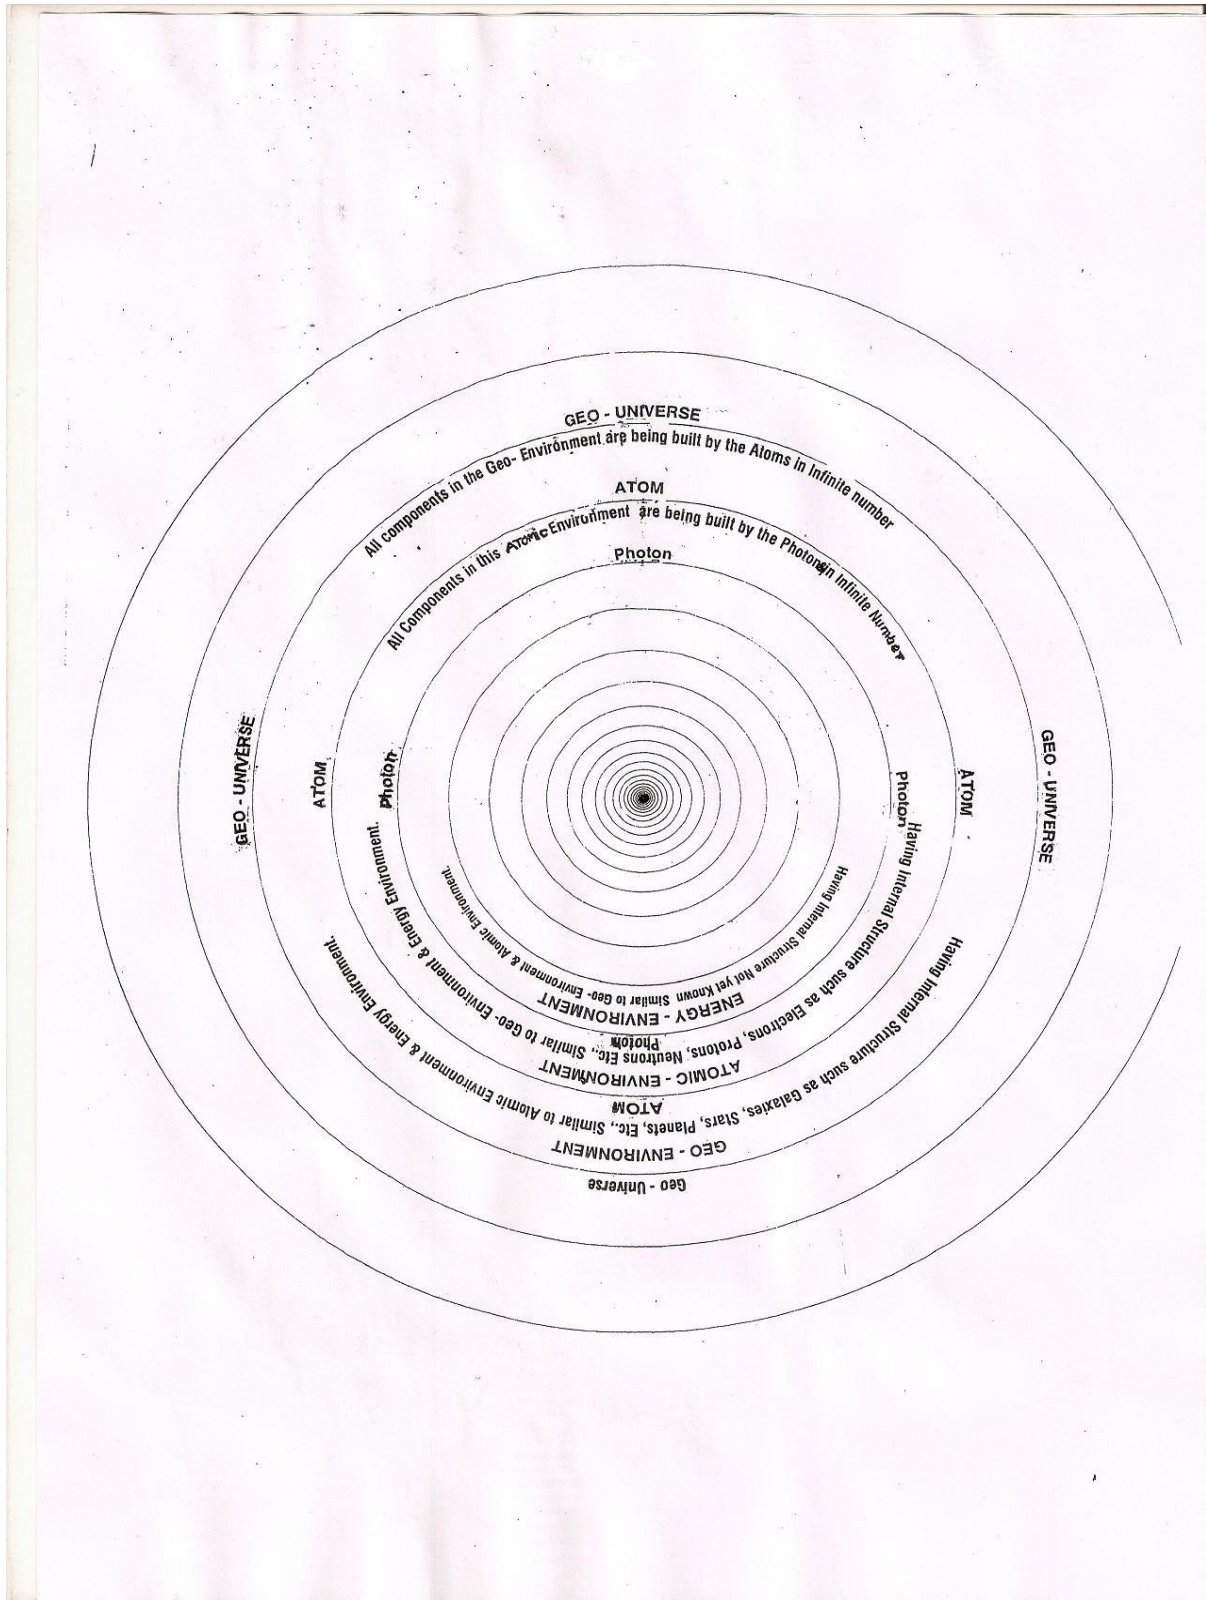 GEO - UNIVERSE
All components in the Geo- Environment are being built by the Atoms in Infinite number
ATOM
All Components in this Atomic Environment are being built by the Photons in Infinite Number
Photon
GEO - UNIVERSE
ATOM
Photon
Photon
ATOM
GEO - UNIVERSE
Having Internal Structure Not yet Known Similar to Geo- Environment & Atomic Environment.
ENERGY - ENVIRONMENT
Photon
Having Internal Structure such as Electrons, Protons, Neutrons Etc., Similar to Geo- Environment & Energy Environment.
ATOMIC - ENVIRONMENT
ATOM
Having Internal Structure such as Galaxies, Stars, Planets, Etc., Similar to Atomic Environment & Energy Environment.
GEO - ENVIRONMENT
Geo - Universe